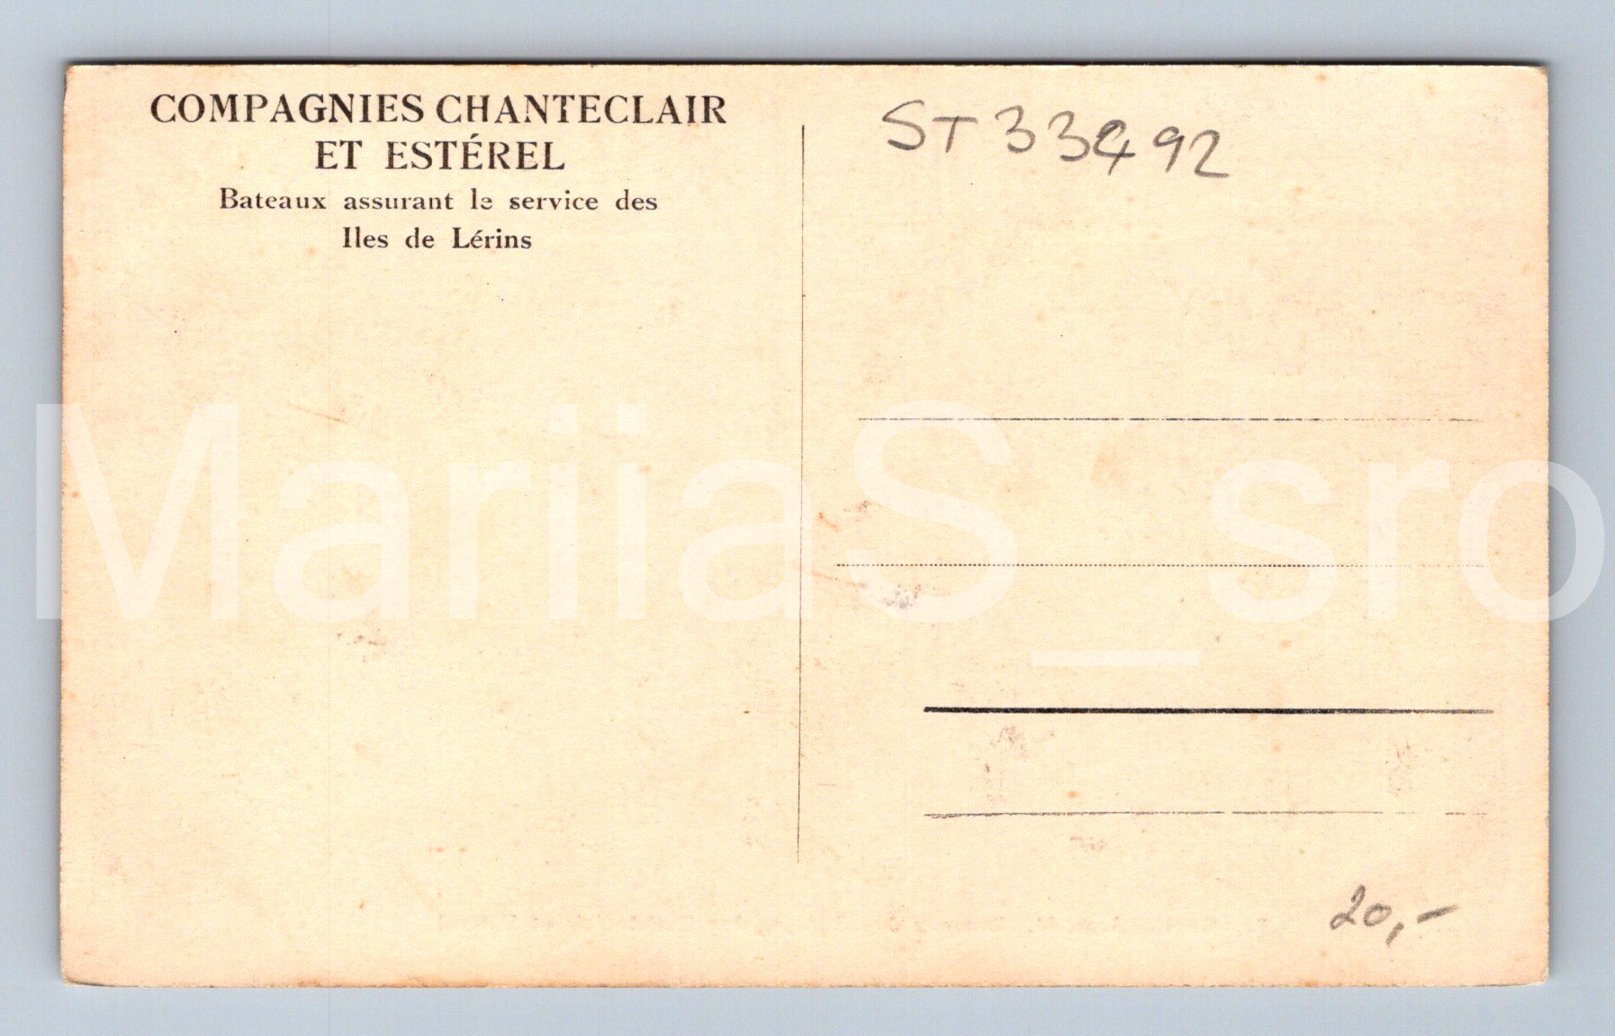 COMPAGNIES CHANTECLAIR
ET ESTÉREL
Bateaux assurant le service des
Iles de Lérins
ST 33492
MariiaS_sro
20,-